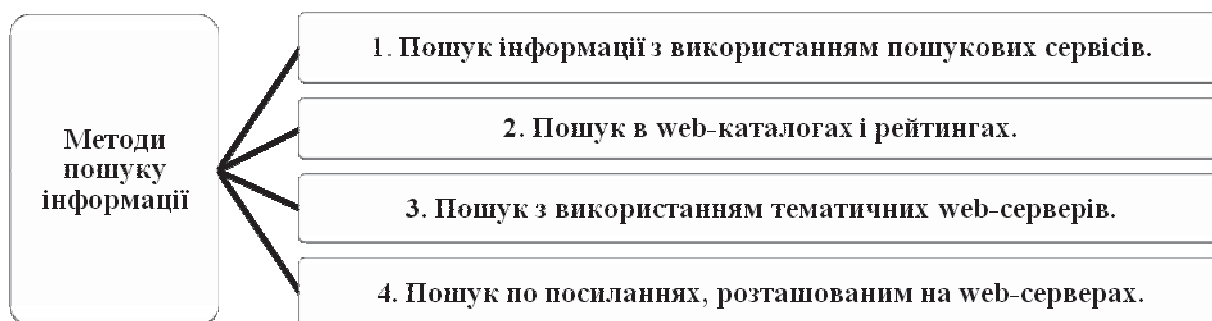 Методи
пошуку
інформації
1. Пошук інформації з використанням пошукових сервісів.
2. Пошук в web-каталогах і рейтингах.
3. Пошук з використанням тематичних web-серверів.
4. Пошук по посиланнях, розташованим на web-серверах.